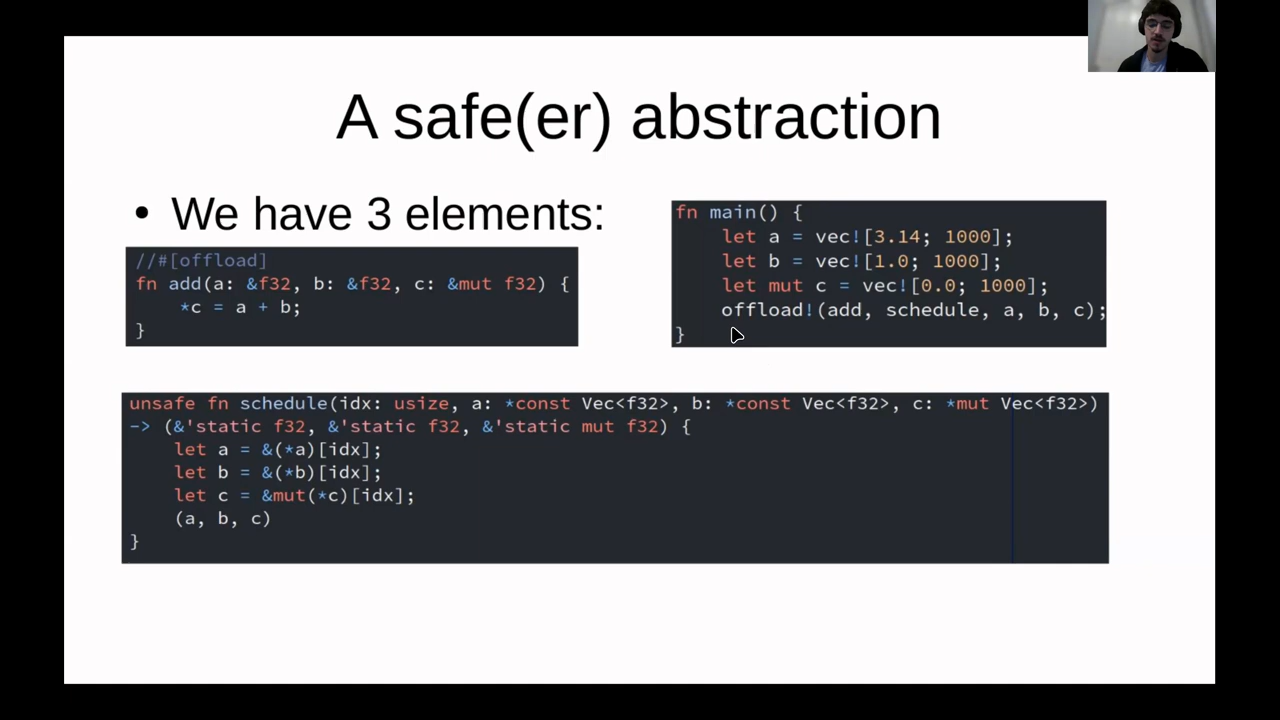 A safe(er) abstraction
• We have 3 elements:
//#[offload]
fn add(a: &f32, b: &f32, c: &mut f32) {
    *c = a + b;
}
fn main() {
    let a = vec![3.14; 1000];
    let b = vec![1.0; 1000];
    let mut c = vec![0.0; 1000];
    offload!(add, schedule, a, b, c);
}
unsafe fn schedule(idx: usize, a: *const Vec<f32>, b: *const Vec<f32>, c: *mut Vec<f32>)
-> (&'static f32, &'static f32, &'static mut f32) {
    let a = &(*a)[idx];
    let b = &(*b)[idx];
    let c = &mut(*c)[idx];
    (a, b, c)
}